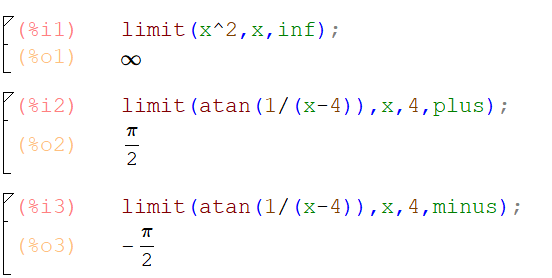 (%i1) limit(x^2,x,inf);
(%o1) ∞
(%i2) limit(atan(1/(x-4)),x,4,plus);
(%o2) π/2
(%i3) limit(atan(1/(x-4)),x,4,minus);
(%o3) -π/2